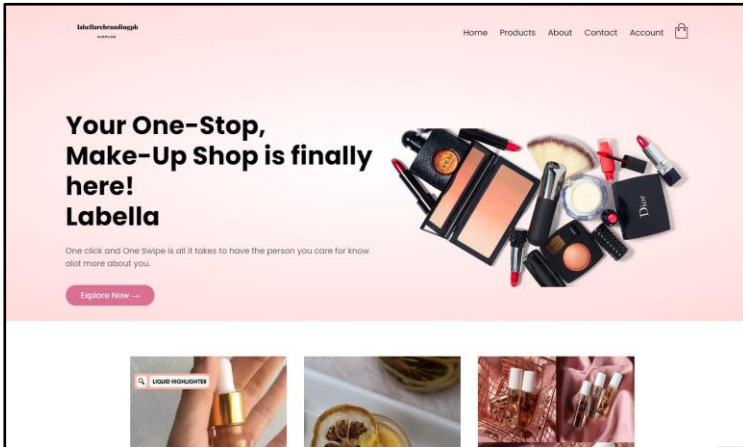 labellarebrandingph
SUPPLIER
Home Products About Contact Account
Your One-Stop,
Make-Up Shop is finally
here!
Labella
One click and One Swipe is all it takes to have the person you care for know
alot more about you.
Explore Now →
Dior
LIQUID HIGHLIGHTER